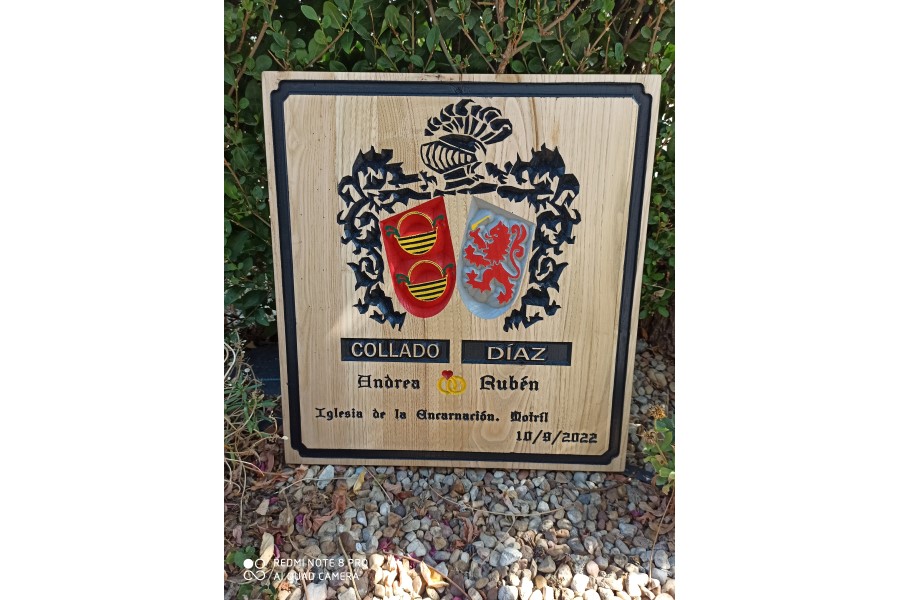 COLLADO DÍAZ
Andrea Rubén
Iglesia de la Encarnación. Motril
10/9/2022
REDMI NOTE 8 PRO
AI QUAD CAMERA